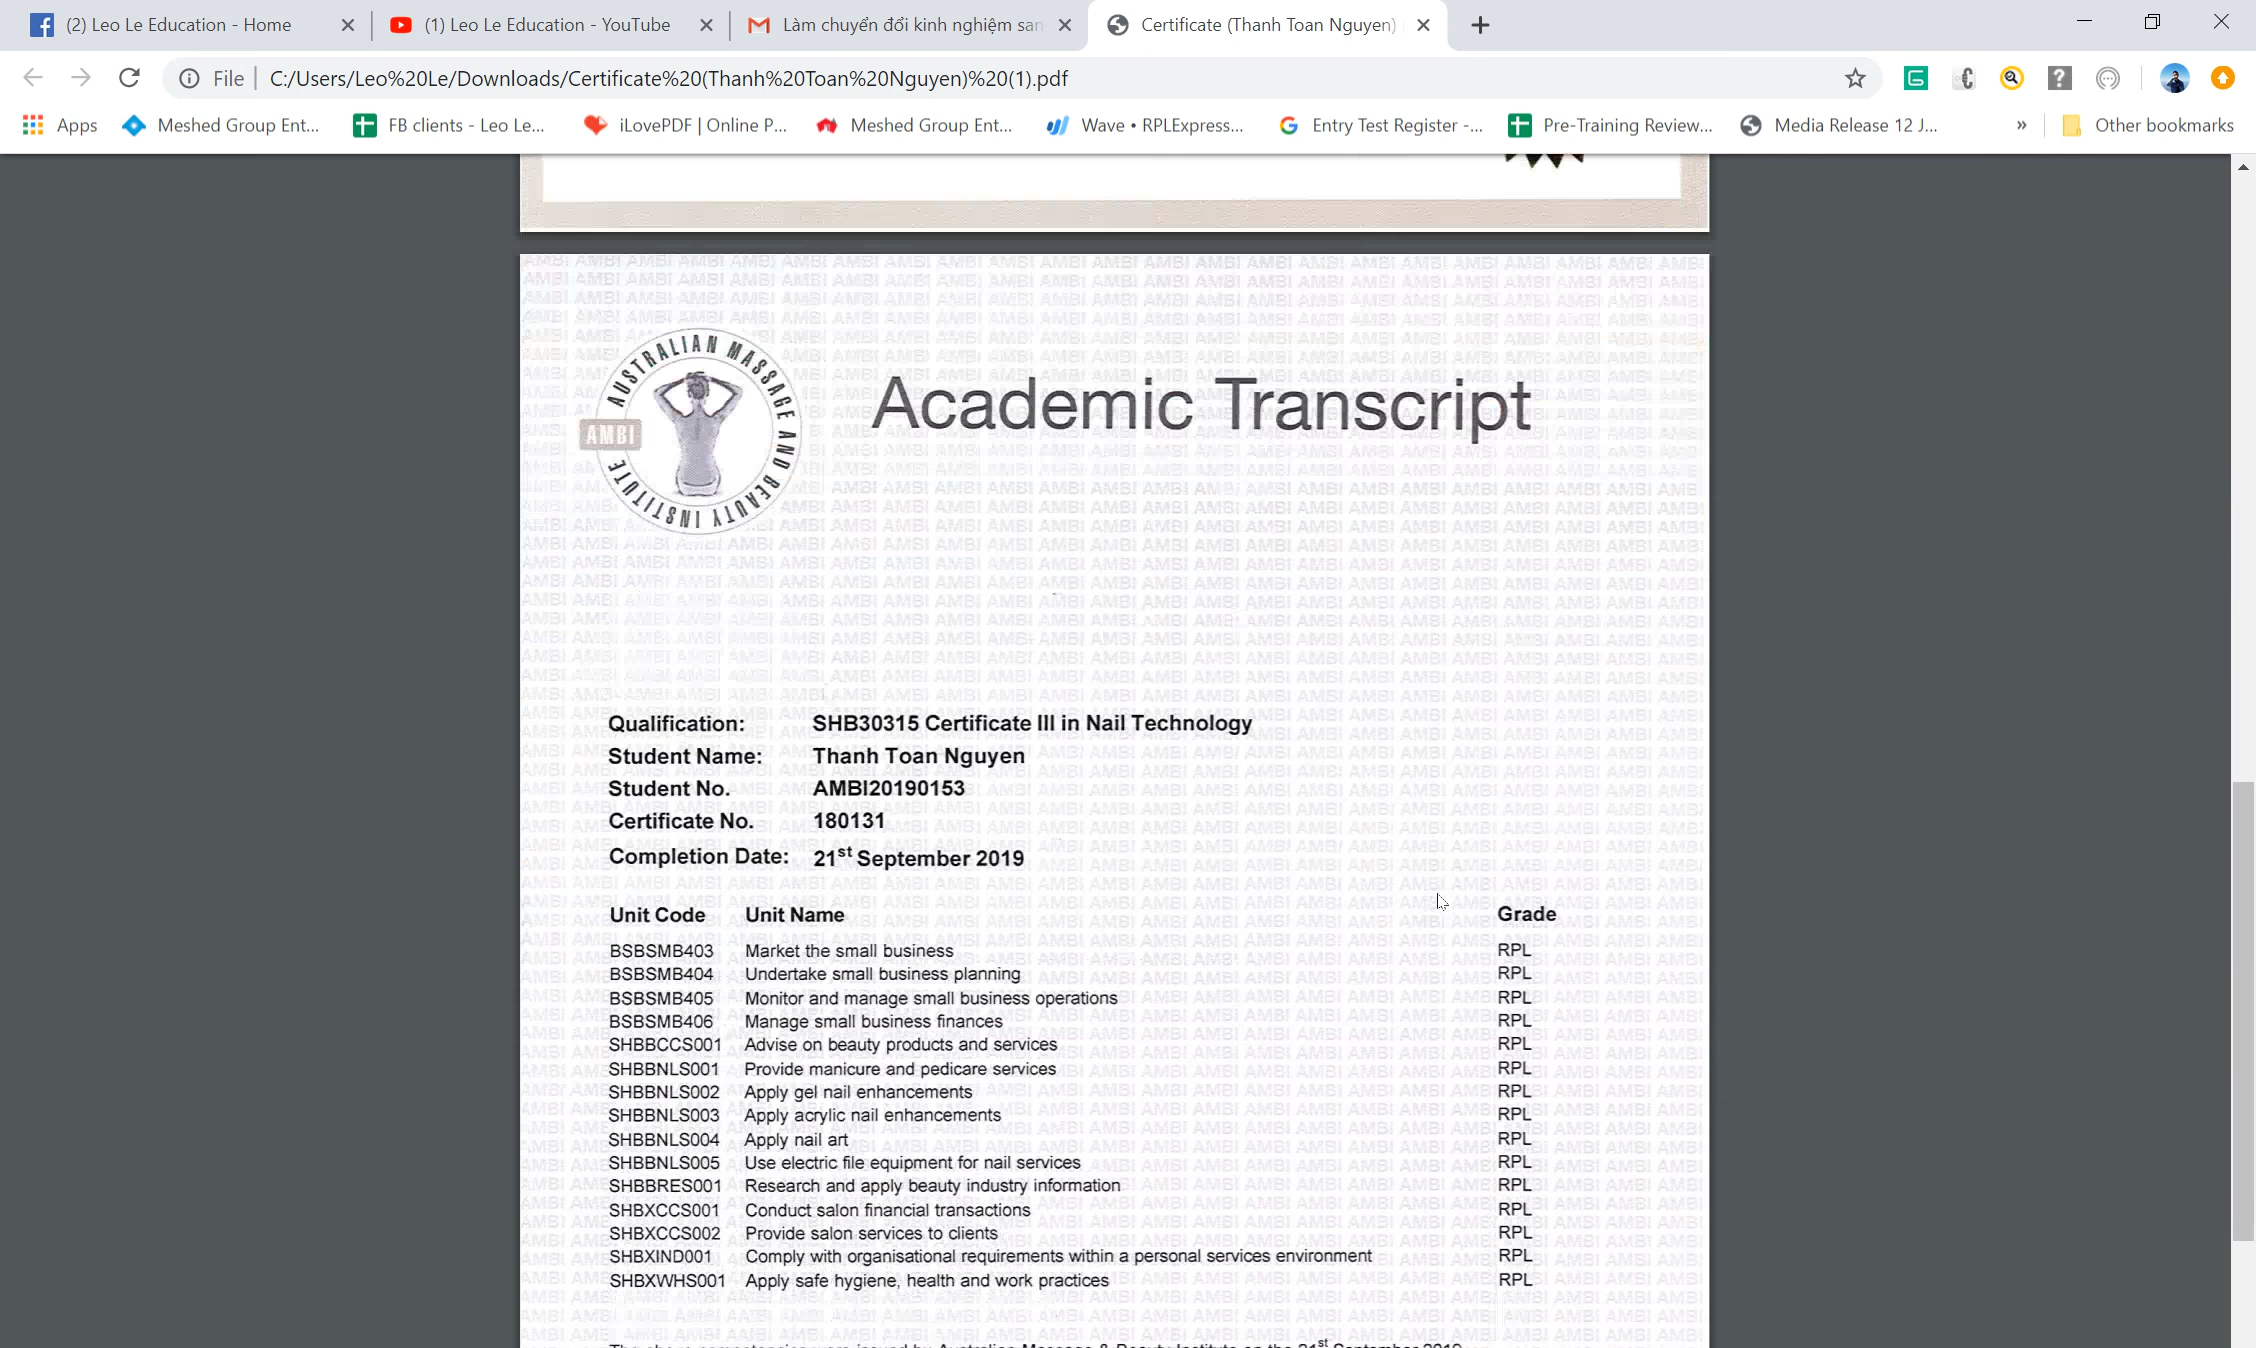 (2) Leo Le Education - Home
(1) Leo Le Education - YouTube
Làm chuyển đổi kinh nghiệm san
Certificate (Thanh Toan Nguyen)
File C:/Users/Leo%20Le/Downloads/Certificate%20(Thanh%20Toan%20Nguyen)%20(1).pdf
Apps Meshed Group Ent... FB clients - Leo Le... iLovePDF | Online P... Meshed Group Ent... Wave • RPLExpress... Entry Test Register -... Pre-Training Review... Media Release 12 J... » Other bookmarks
AUSTRALIAN MASSAGE AND BEAUTY INSTITUTE
AMBI
Academic Transcript
Qualification: SHB30315 Certificate III in Nail Technology
Student Name: Thanh Toan Nguyen
Student No. AMBI20190153
Certificate No. 180131
Completion Date: 21st September 2019
Unit Code Unit Name Grade
BSBSMB403 Market the small business RPL
BSBSMB404 Undertake small business planning RPL
BSBSMB405 Monitor and manage small business operations RPL
BSBSMB406 Manage small business finances RPL
SHBBCCS001 Advise on beauty products and services RPL
SHBBNLS001 Provide manicure and pedicare services RPL
SHBBNLS002 Apply gel nail enhancements RPL
SHBBNLS003 Apply acrylic nail enhancements RPL
SHBBNLS004 Apply nail art RPL
SHBBNLS005 Use electric file equipment for nail services RPL
SHBBRES001 Research and apply beauty industry information RPL
SHBXCCS001 Conduct salon financial transactions RPL
SHBXCCS002 Provide salon services to clients RPL
SHBXIND001 Comply with organisational requirements within a personal services environment RPL
SHBXWHS001 Apply safe hygiene, health and work practices RPL